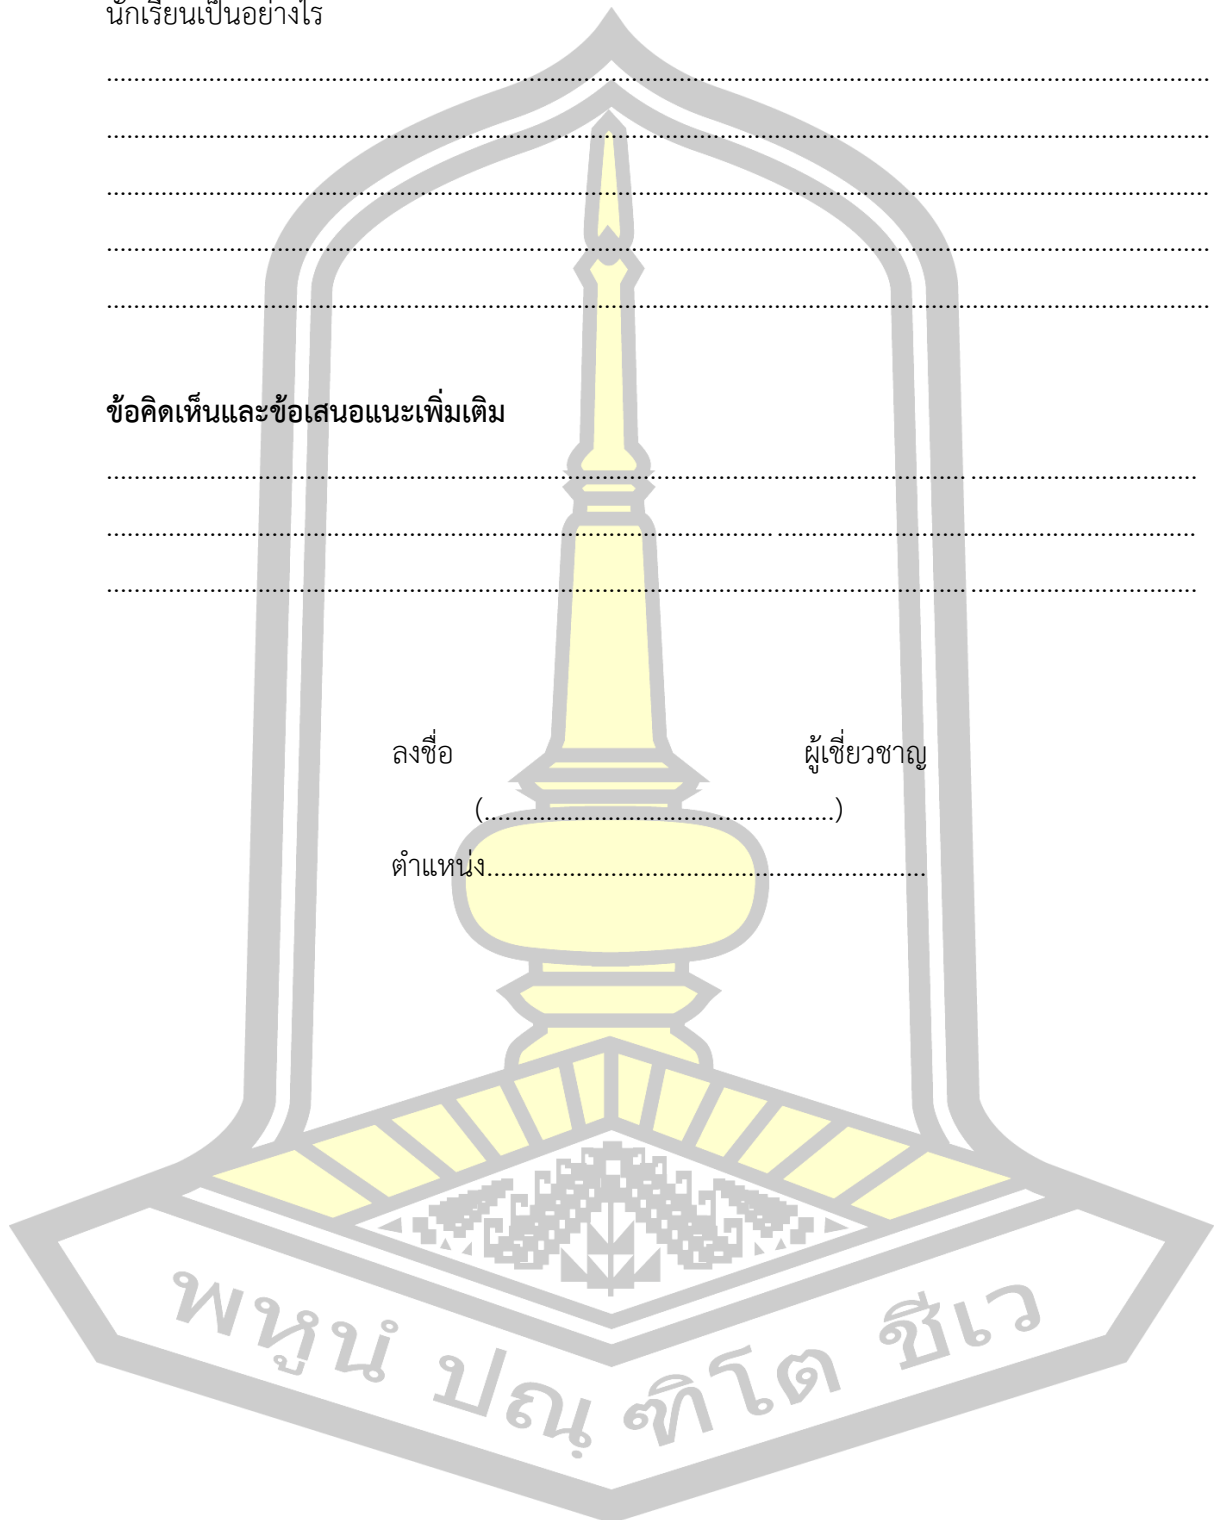 นักเรียนเป็นอย่างไร
................................................................................................................................................................
................................................................................................................................................................
................................................................................................................................................................
................................................................................................................................................................
................................................................................................................................................................
ข้อคิดเห็นและข้อเสนอแนะเพิ่มเติม
............................................................................................................................. .................................
................................................................................................. .............................................................
............................................................................................................................. .................................
ลงชื่อ ผู้เชี่ยวชาญ
(...................................................)
ตำแหน่ง................................................................
พหูนํ ปณฺ ฑิโต ชีเว